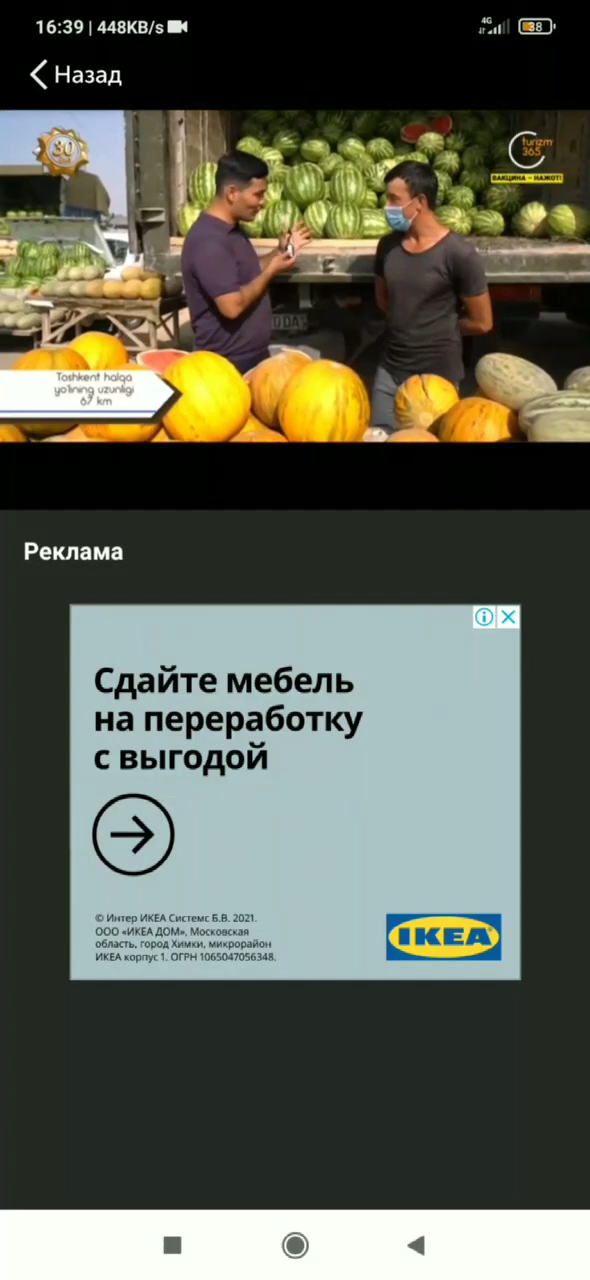 16:39 | 448KB/s
4G
38
Назад
30
turizm
365
ВАКЦИНА – НАЖОТ!
Toshkent halqa
yo'lining uzunligi
67 km
Реклама
Сдайте мебель
на переработку
с выгодой
© Интер ИКЕА Системс Б.В. 2021.
ООО «ИКЕА ДОМ», Московская
область, город Химки, микрорайон
ИКЕА корпус 1. ОГРН 1065047056348.
IKEA